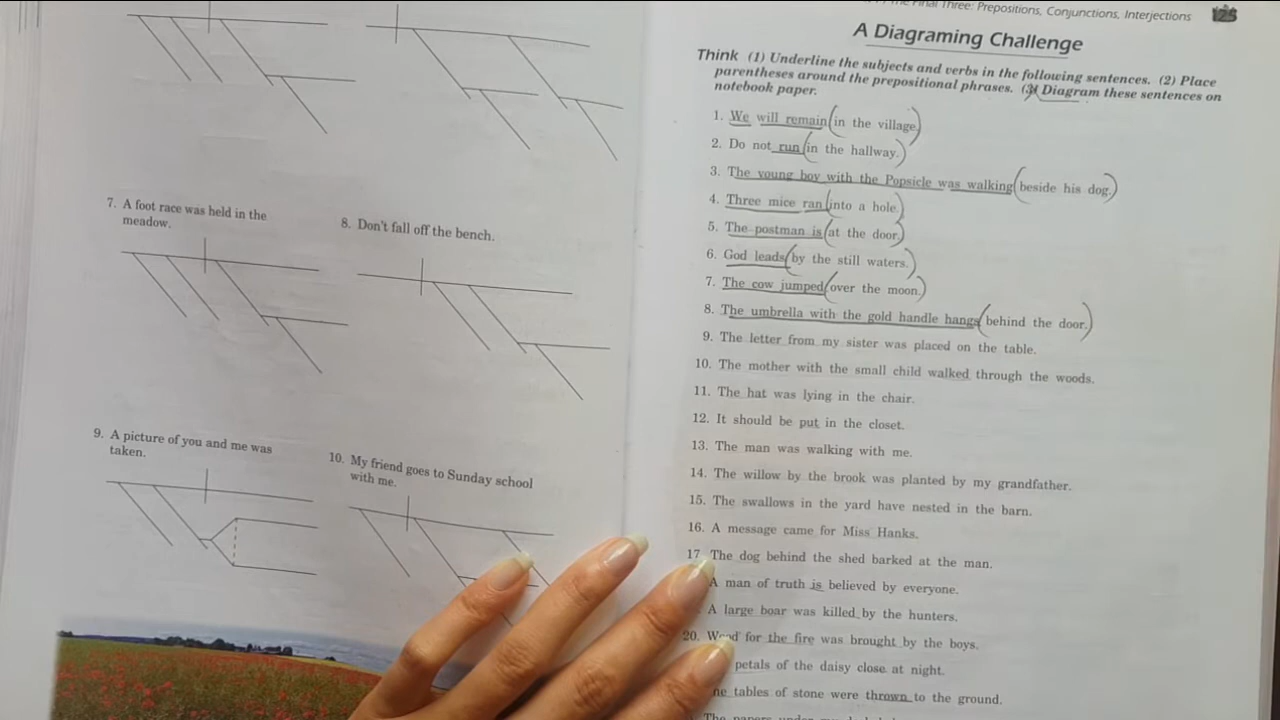 7. A foot race was held in the
meadow.
8. Don't fall off the bench.
9. A picture of you and me was
taken.
10. My friend goes to Sunday school
with me.
The Final Three: Prepositions, Conjunctions, Interjections 125
A Diagraming Challenge
Think (1) Underline the subjects and verbs in the following sentences. (2) Place
parentheses around the prepositional phrases. (3) Diagram these sentences on
notebook paper.
1. We will remain (in the village.)
2. Do not run (in the hallway.)
3. The young boy with the Popsicle was walking (beside his dog.)
4. Three mice ran (into a hole.)
5. The postman is (at the door.)
6. God leads (by the still waters.)
7. The cow jumped (over the moon.)
8. The umbrella with the gold handle hangs (behind the door.)
9. The letter from my sister was placed on the table.
10. The mother with the small child walked through the woods.
11. The hat was lying in the chair.
12. It should be put in the closet.
13. The man was walking with me.
14. The willow by the brook was planted by my grandfather.
15. The swallows in the yard have nested in the barn.
16. A message came for Miss Hanks.
17. The dog behind the shed barked at the man.
A man of truth is believed by everyone.
A large boar was killed by the hunters.
20. Wood for the fire was brought by the boys.
petals of the daisy close at night.
tables of stone were thrown to the ground.
The papers under my